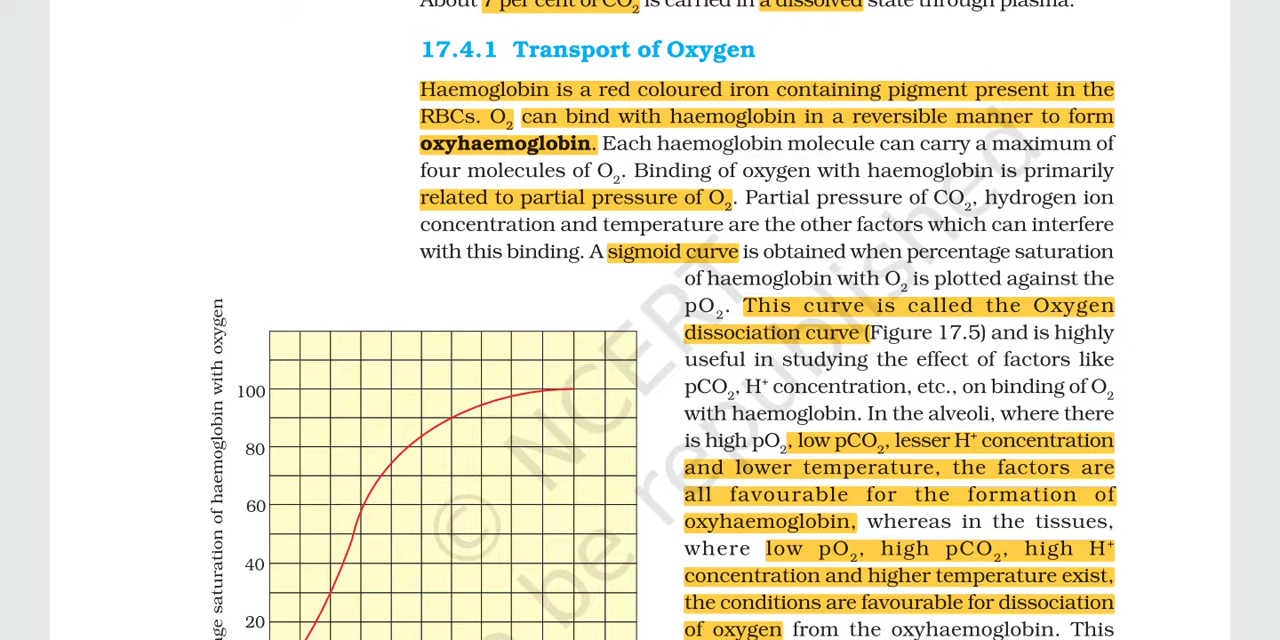 About 7 per cent of CO2 is carried in a dissolved state through plasma.
17.4.1 Transport of Oxygen
Haemoglobin is a red coloured iron containing pigment present in the
RBCs. O2 can bind with haemoglobin in a reversible manner to form
oxyhaemoglobin. Each haemoglobin molecule can carry a maximum of
four molecules of O2. Binding of oxygen with haemoglobin is primarily
related to partial pressure of O2. Partial pressure of CO2, hydrogen ion
concentration and temperature are the other factors which can interfere
with this binding. A sigmoid curve is obtained when percentage saturation
of haemoglobin with O2 is plotted against the
pO2. This curve is called the Oxygen
dissociation curve (Figure 17.5) and is highly
useful in studying the effect of factors like
pCO2, H+ concentration, etc., on binding of O2
with haemoglobin. In the alveoli, where there
is high pO2, low pCO2, lesser H+ concentration
and lower temperature, the factors are
all favourable for the formation of
oxyhaemoglobin, whereas in the tissues,
where low pO2, high pCO2, high H+
concentration and higher temperature exist,
the conditions are favourable for dissociation
of oxygen from the oxyhaemoglobin. This
saturation of haemoglobin with oxygen
100
80
60
40
20
© NCERT
be republished